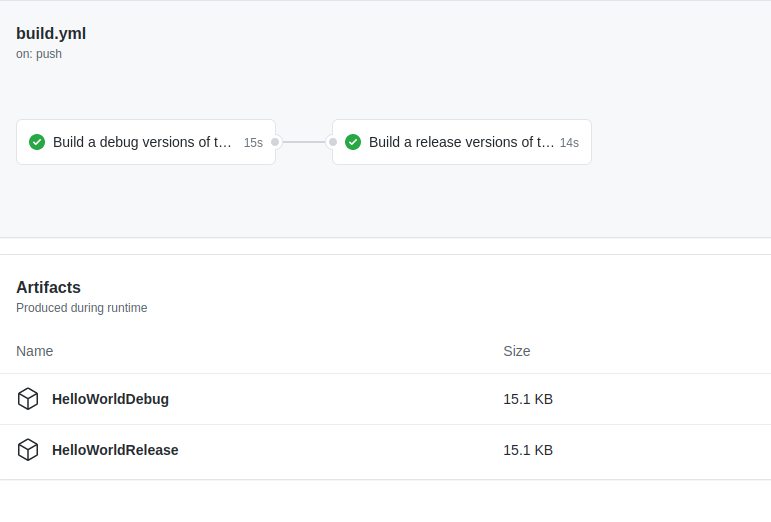 build.yml
on: push
Build a debug versions of t... 15s
Build a release versions of t... 14s
Artifacts
Produced during runtime
Name Size
HelloWorldDebug 15.1 KB
HelloWorldRelease 15.1 KB